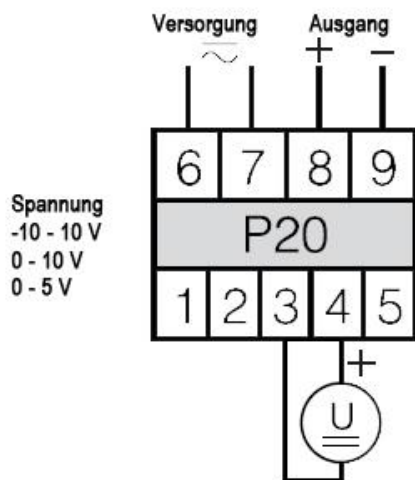 Versorgung Ausgang
+ −
6 7 8 9
Spannung
-10 - 10 V
0 - 10 V
0 - 5 V
P20
1 2 3 4 5
+
U